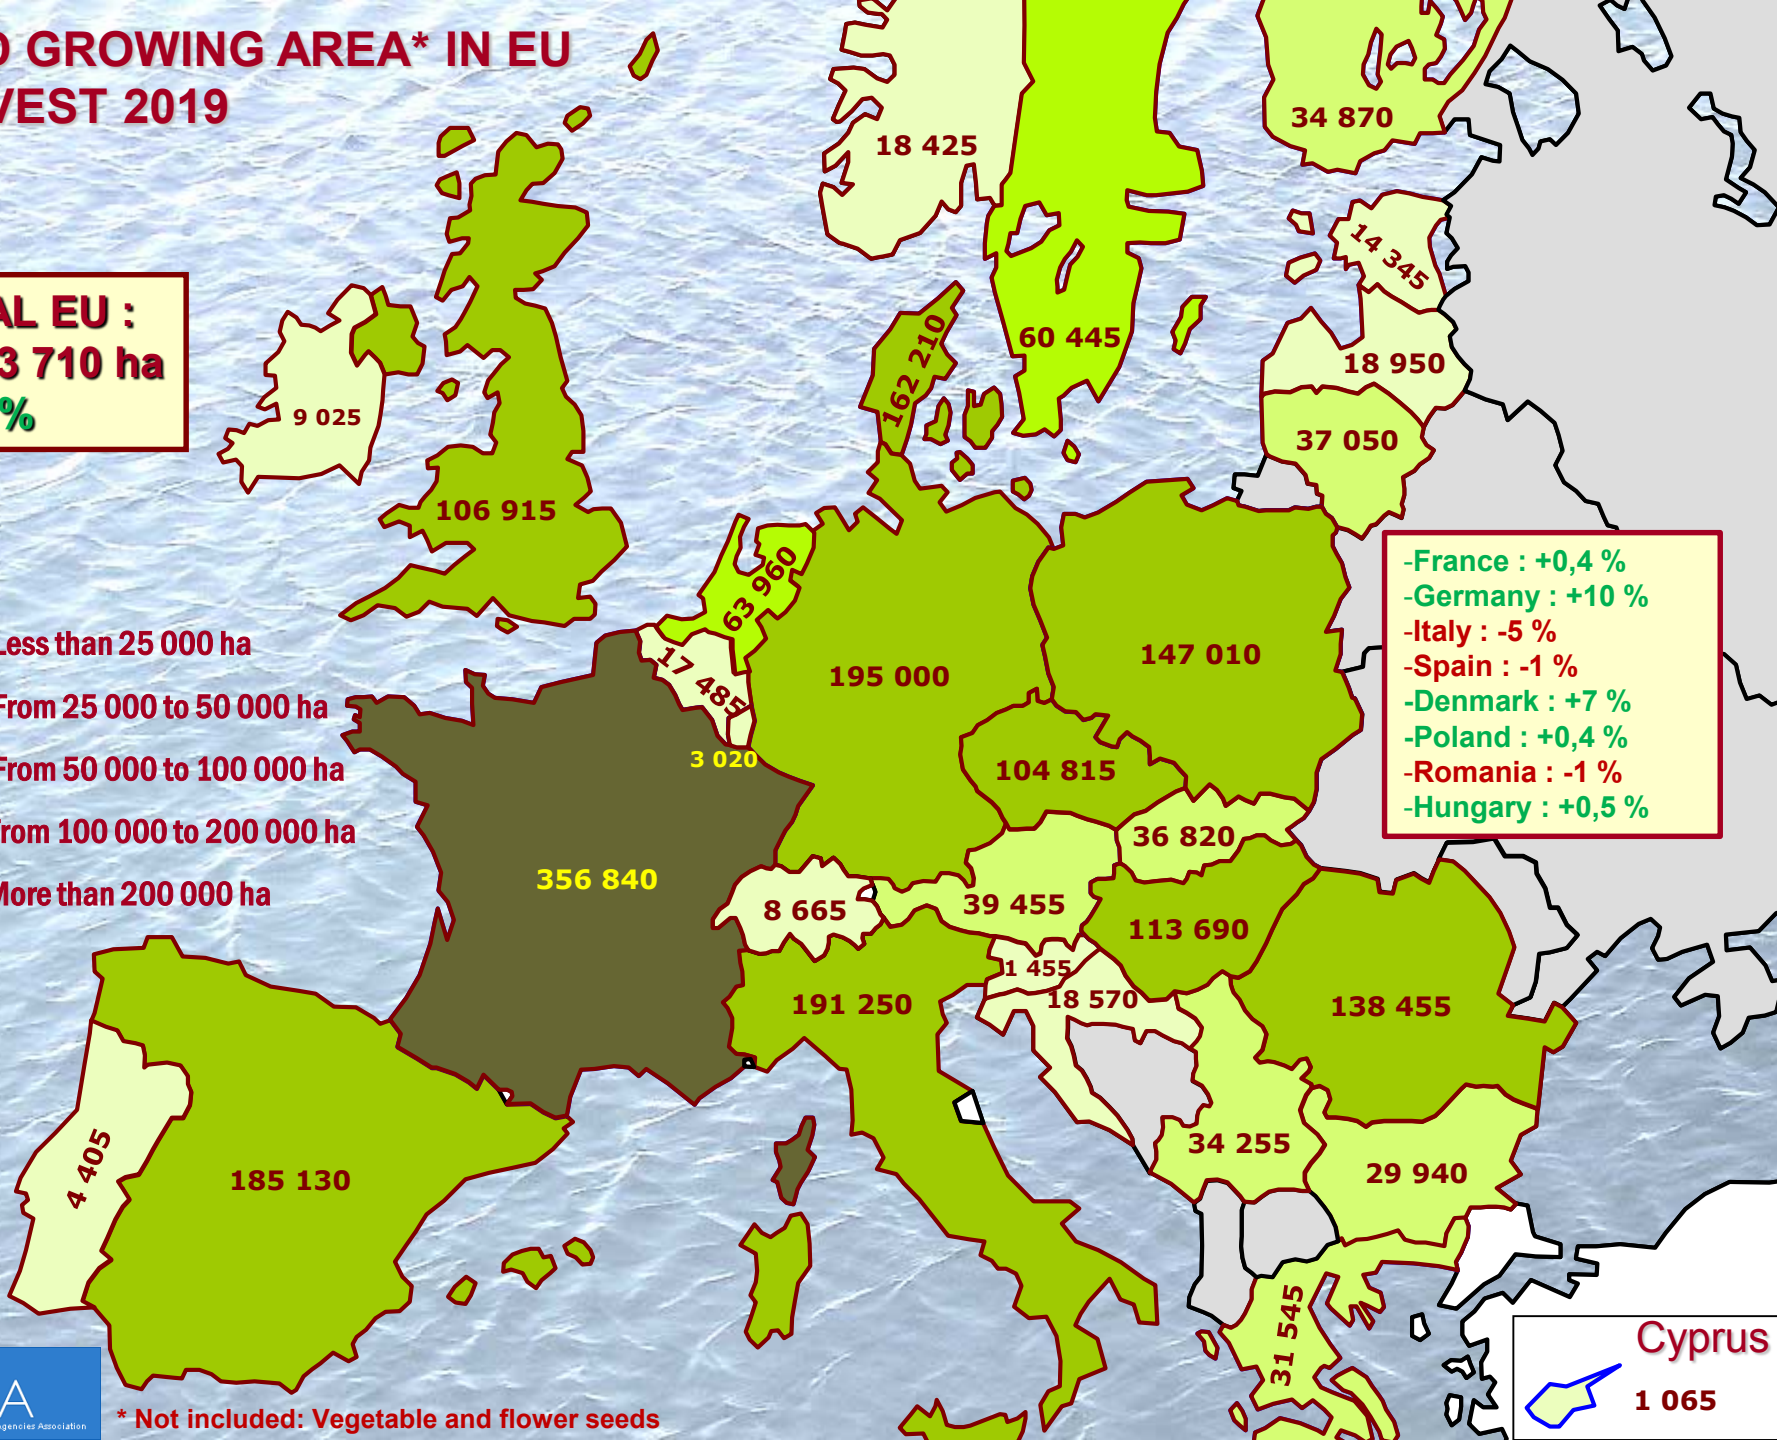 GROWING AREA* IN EU
VEST 2019
AL EU :
3 710 ha
%
Less than 25 000 ha
From 25 000 to 50 000 ha
From 50 000 to 100 000 ha
from 100 000 to 200 000 ha
More than 200 000 ha
18 425
34 870
14 345
60 445
162 210
18 950
37 050
9 025
106 915
63 960
17 485
3 020
195 000
147 010
104 815
36 820
356 840
8 665
39 455
113 690
1 455
18 570
191 250
138 455
4 405
185 130
34 255
29 940
31 545
-France : +0,4 %
-Germany : +10 %
-Italy : -5 %
-Spain : -1 %
-Denmark : +7 %
-Poland : +0,4 %
-Romania : -1 %
-Hungary : +0,5 %
Cyprus
1 065
A
gencies Association
* Not included: Vegetable and flower seeds